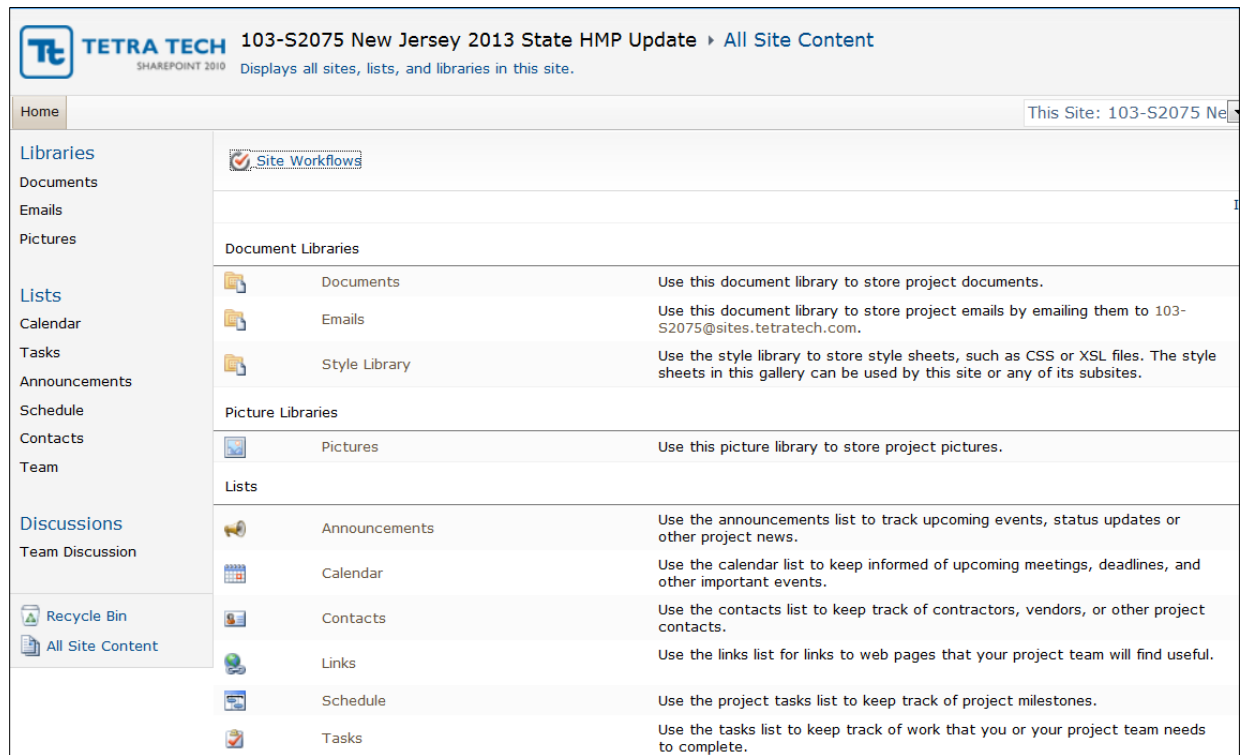 Tt TETRA TECH
SHAREPOINT 2010
103-S2075 New Jersey 2013 State HMP Update ▸ All Site Content
Displays all sites, lists, and libraries in this site.
Home
This Site: 103-S2075 Ne
Libraries
Documents
Emails
Pictures
Lists
Calendar
Tasks
Announcements
Schedule
Contacts
Team
Discussions
Team Discussion
Recycle Bin
All Site Content
Site Workflows
Document Libraries
Documents Use this document library to store project documents.
Emails Use this document library to store project emails by emailing them to 103-
S2075@sites.tetratech.com.
Style Library Use the style library to store style sheets, such as CSS or XSL files. The style
sheets in this gallery can be used by this site or any of its subsites.
Picture Libraries
Pictures Use this picture library to store project pictures.
Lists
Announcements Use the announcements list to track upcoming events, status updates or
other project news.
Calendar Use the calendar list to keep informed of upcoming meetings, deadlines, and
other important events.
Contacts Use the contacts list to keep track of contractors, vendors, or other project
contacts.
Links Use the links list for links to web pages that your project team will find useful.
Schedule Use the project tasks list to keep track of project milestones.
Tasks Use the tasks list to keep track of work that you or your project team needs
to complete.